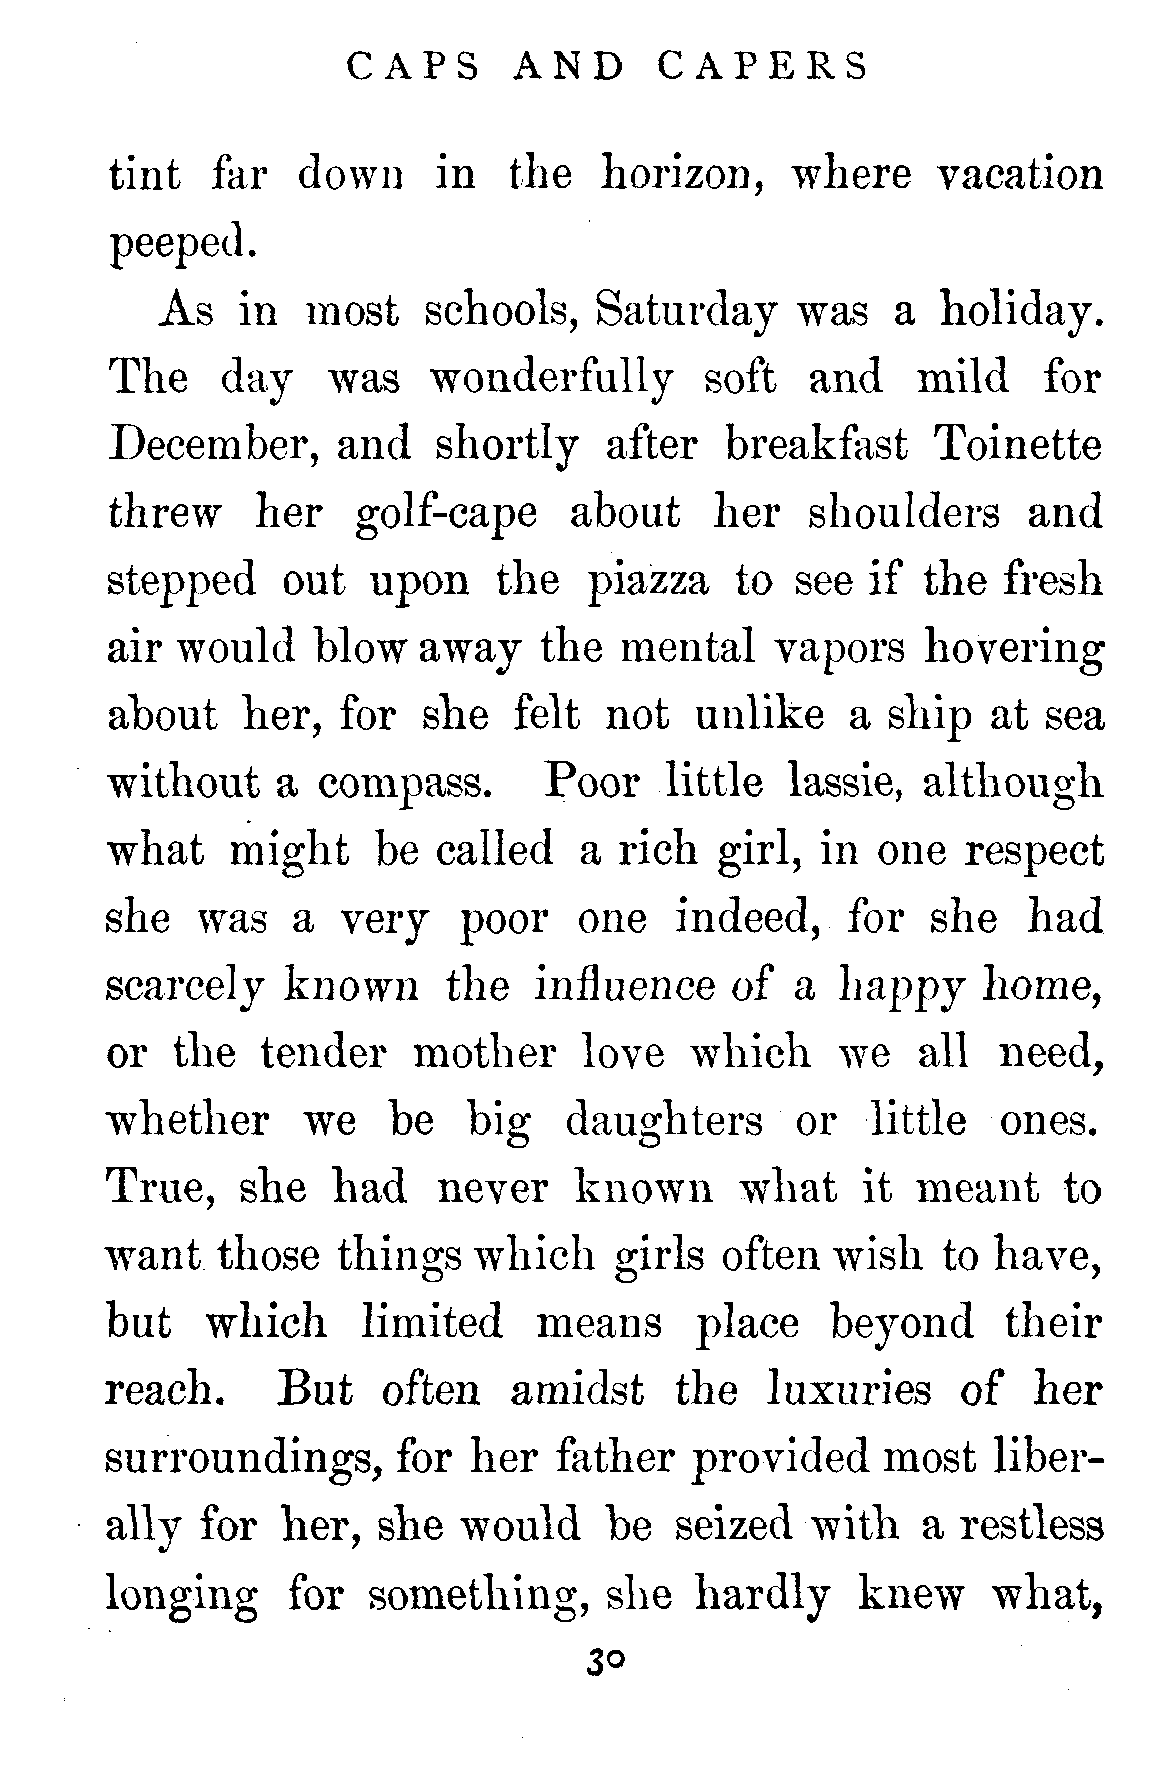 CAPS AND CAPERS
tint far down in the horizon, where vacation
peeped.
As in most schools, Saturday was a holiday.
The day was wonderfully soft and mild for
December, and shortly after breakfast Toinette
threw her golf-cape about her shoulders and
stepped out upon the piazza to see if the fresh
air would blow away the mental vapors hovering
about her, for she felt not unlike a ship at sea
without a compass. Poor little lassie, although
what might be called a rich girl, in one respect
she was a very poor one indeed, for she had
scarcely known the influence of a happy home,
or the tender mother love which we all need,
whether we be big daughters or little ones.
True, she had never known what it meant to
want those things which girls often wish to have,
but which limited means place beyond their
reach. But often amidst the luxuries of her
surroundings, for her father provided most liber-
ally for her, she would be seized with a restless
longing for something, she hardly knew what,
30